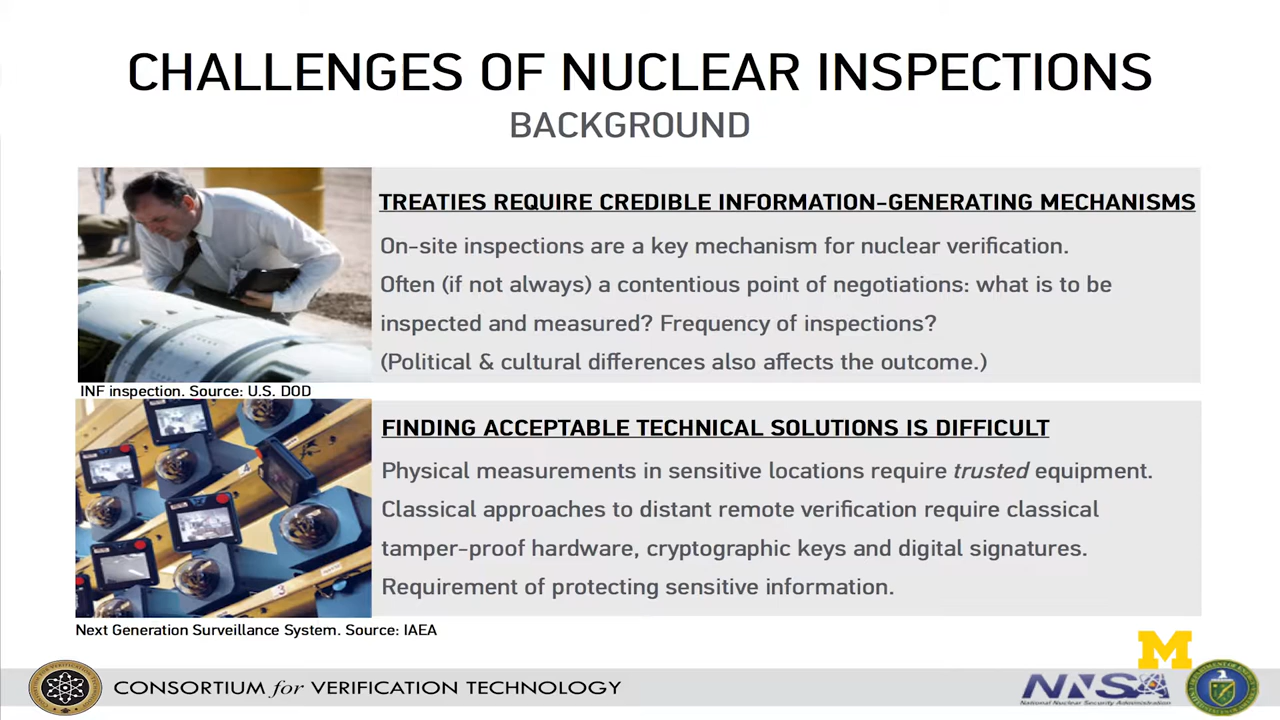 CHALLENGES OF NUCLEAR INSPECTIONS
BACKGROUND
TREATIES REQUIRE CREDIBLE INFORMATION-GENERATING MECHANISMS
On-site inspections are a key mechanism for nuclear verification.
Often (if not always) a contentious point of negotiations: what is to be
inspected and measured? Frequency of inspections?
(Political & cultural differences also affects the outcome.)
INF inspection. Source: U.S. DOD
FINDING ACCEPTABLE TECHNICAL SOLUTIONS IS DIFFICULT
Physical measurements in sensitive locations require trusted equipment.
Classical approaches to distant remote verification require classical
tamper-proof hardware, cryptographic keys and digital signatures.
Requirement of protecting sensitive information.
Next Generation Surveillance System. Source: IAEA
M
CONSORTIUM for VERIFICATION TECHNOLOGY
NNSA
National Nuclear Security Administration